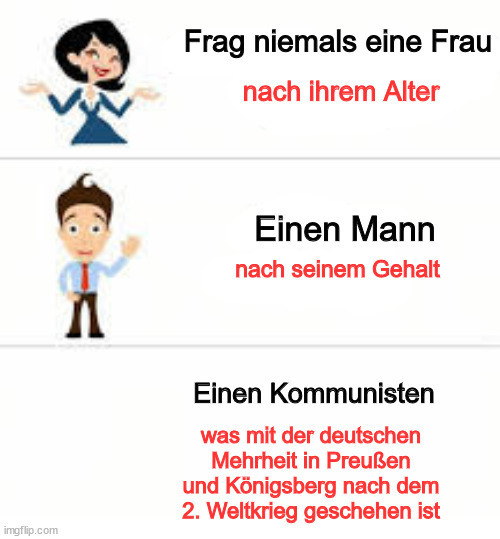 Frag niemals eine Frau
nach ihrem Alter
Einen Mann
nach seinem Gehalt
Einen Kommunisten
was mit der deutschen
Mehrheit in Preußen
und Königsberg nach dem
2. Weltkrieg geschehen ist
imgflip.com